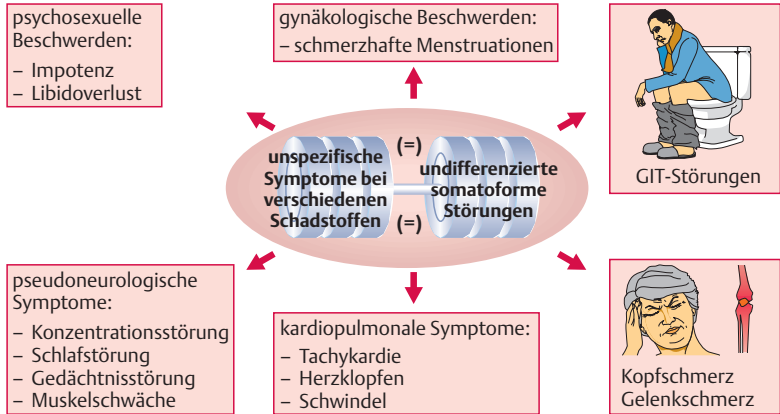 psychosexuelle
Beschwerden:
– Impotenz
– Libidoverlust
gynäkologische Beschwerden:
– schmerzhafte Menstruationen
GIT-Störungen
unspezifische
Symptome bei
verschiedenen
Schadstoffen
(=)
(=)
undifferenzierte
somatoforme
Störungen
pseudoneurologische
Symptome:
– Konzentrationsstörung
– Schlafstörung
– Gedächtnisstörung
– Muskelschwäche
kardiopulmonale Symptome:
– Tachykardie
– Herzklopfen
– Schwindel
Kopfschmerz
Gelenkschmerz